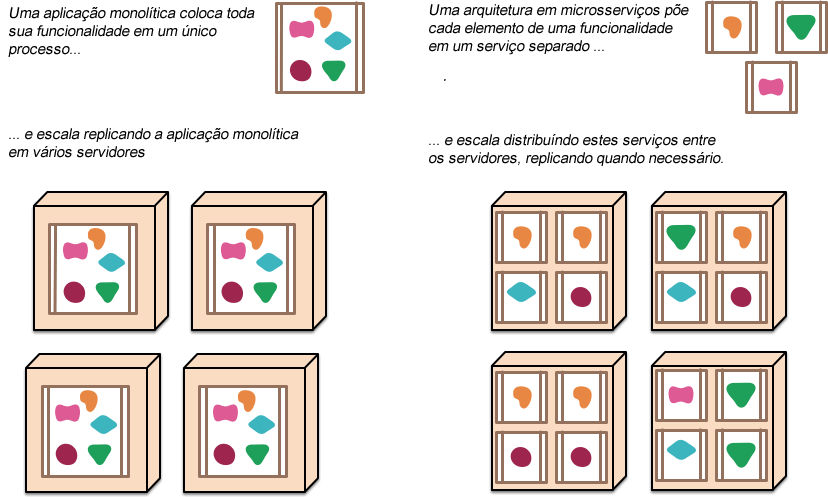 Uma aplicação monolítica coloca toda
sua funcionalidade em um único
processo...
... e escala replicando a aplicação monolítica
em vários servidores
Uma arquitetura em microsserviços põe
cada elemento de uma funcionalidade
em um serviço separado ...
.
... e escala distribuíndo estes serviços entre
os servidores, replicando quando necessário.